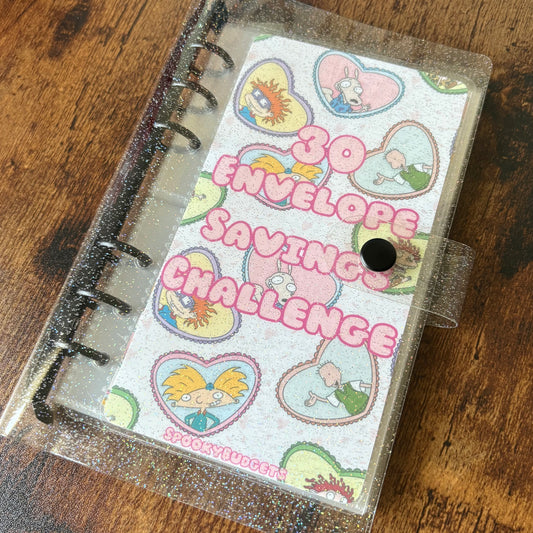 30
ENVELOPE
SAVINGS
CHALLENGE
SPOOKYBUDGETS